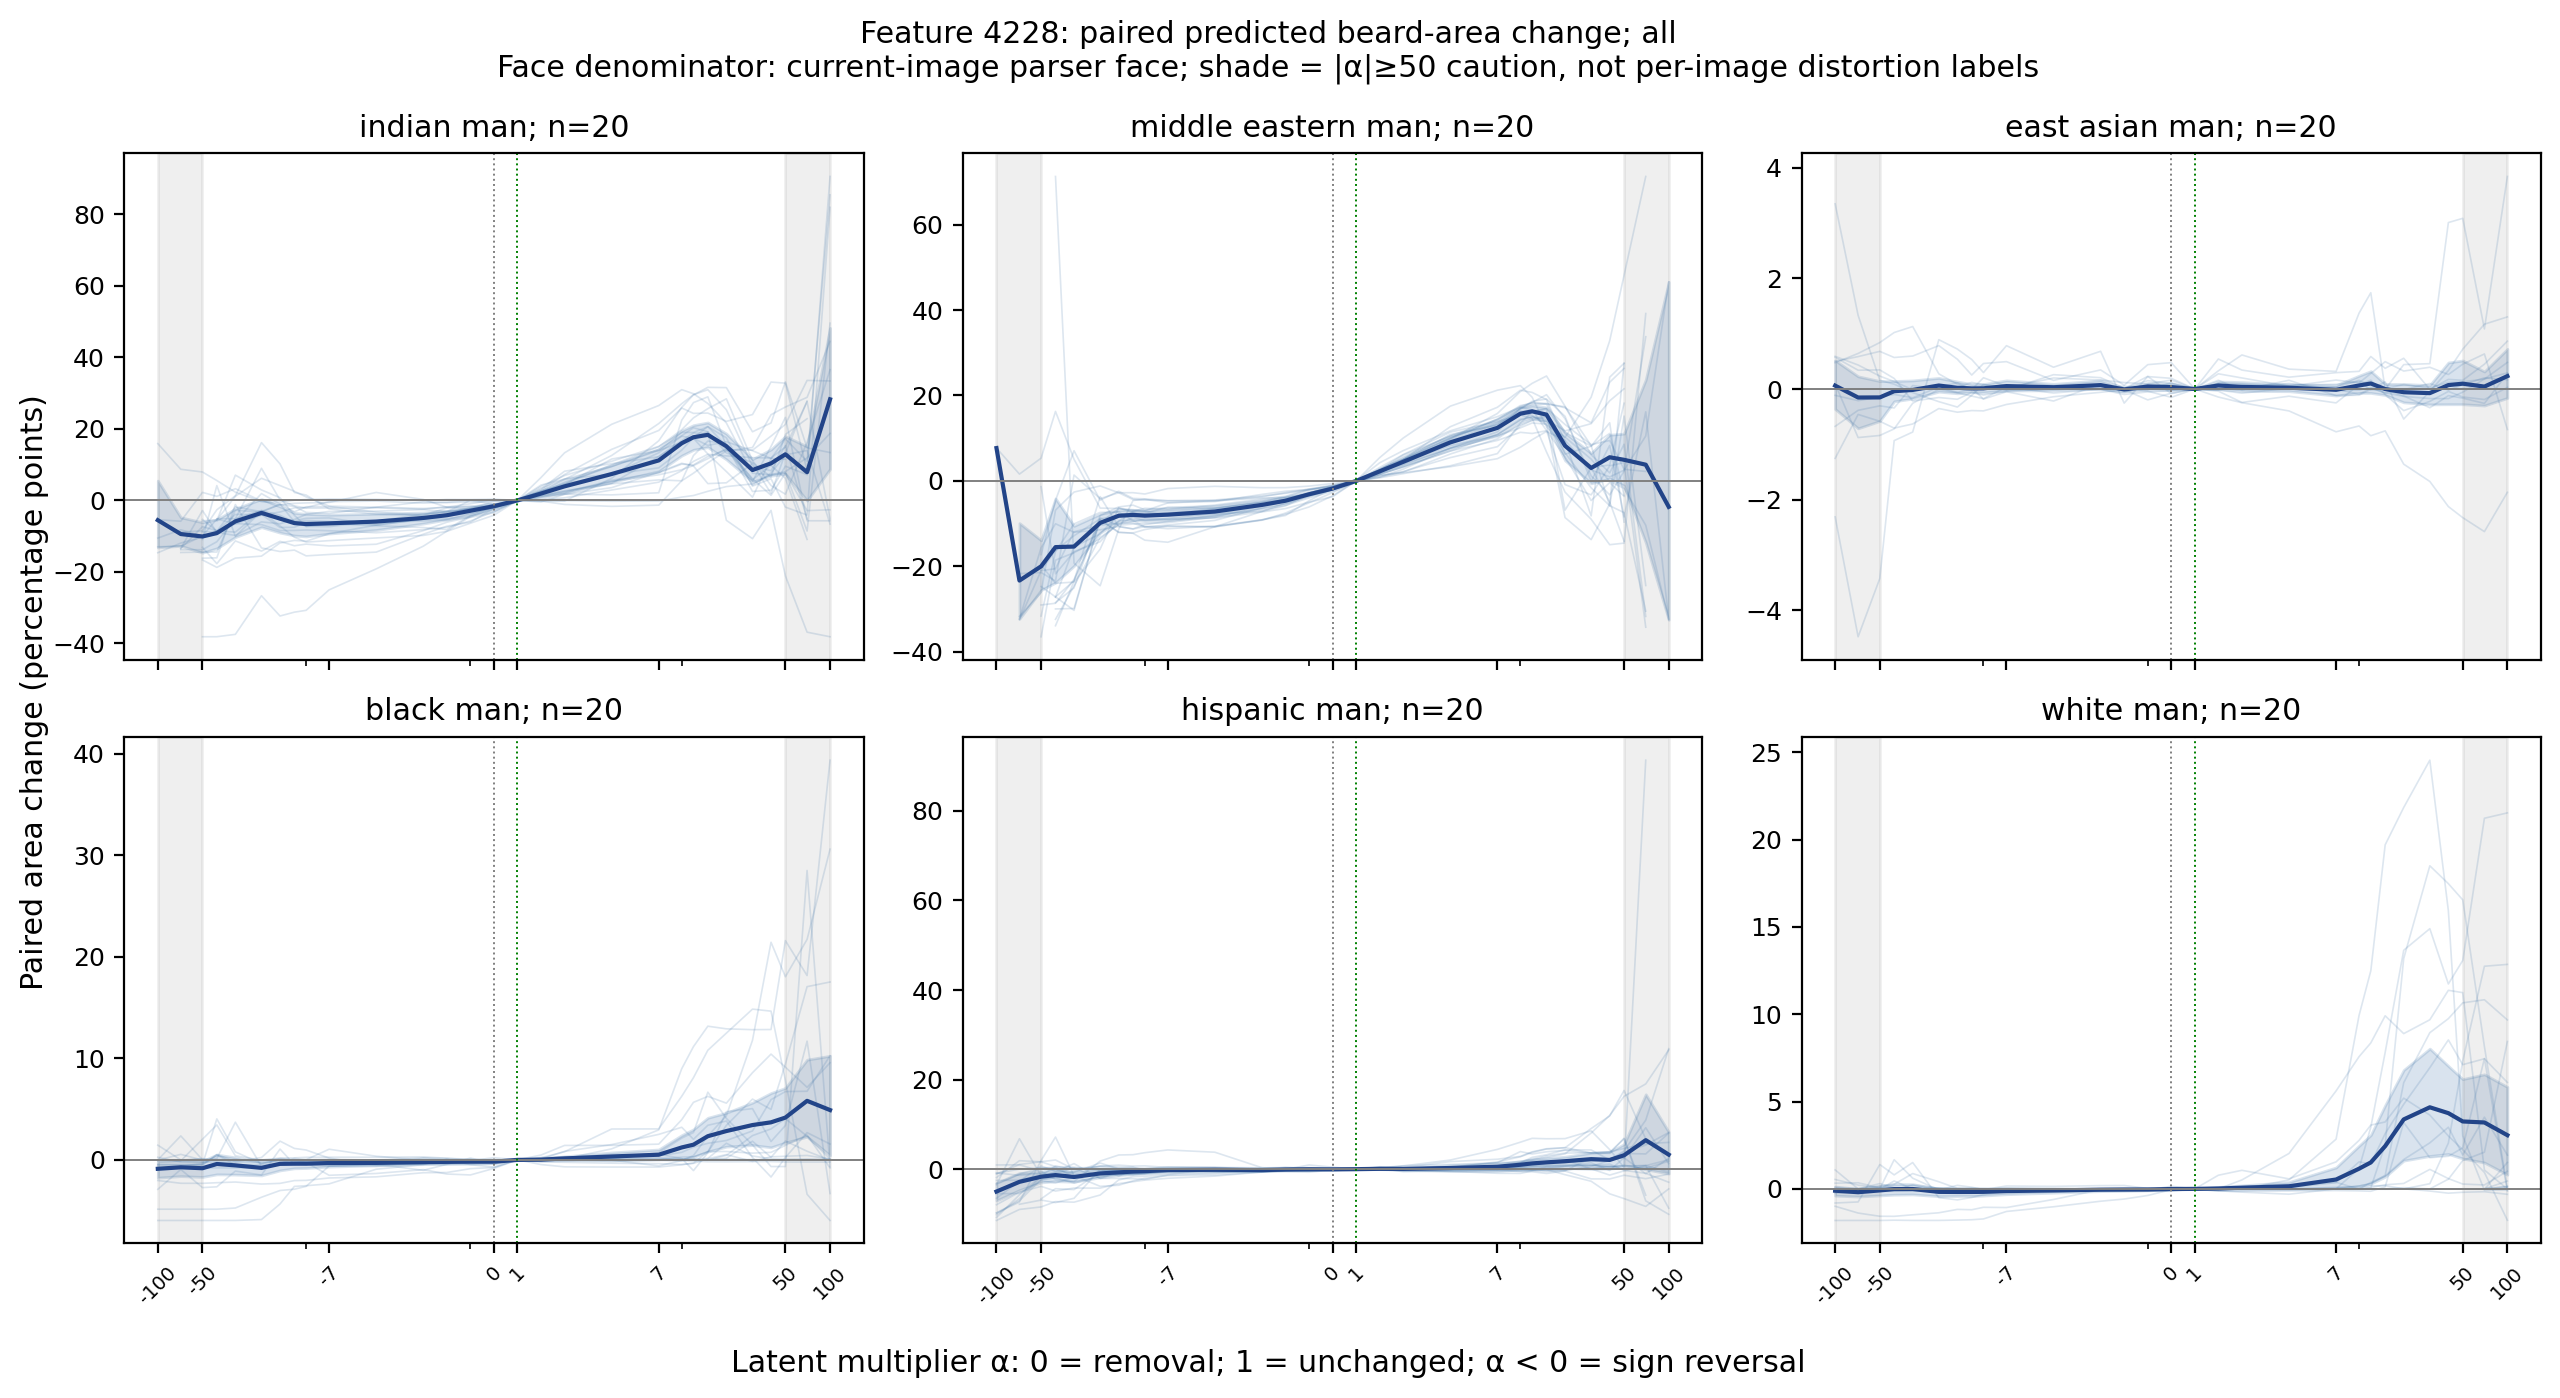 Feature 4228: paired predicted beard-area change; all
Face denominator: current-image parser face; shade = |α|≥50 caution, not per-image distortion labels
indian man; n=20
middle eastern man; n=20
east asian man; n=20
80
60
40
20
0
−20
−40
60
40
20
0
−20
−40
4
2
0
−2
−4
Paired area change (percentage points)
black man; n=20
hispanic man; n=20
white man; n=20
40
30
20
10
0
80
60
40
20
0
25
20
15
10
5
0
-100 -50 -7 0 1 7 50 100
-100 -50 -7 0 1 7 50 100
-100 -50 -7 0 1 7 50 100
Latent multiplier α: 0 = removal; 1 = unchanged; α < 0 = sign reversal